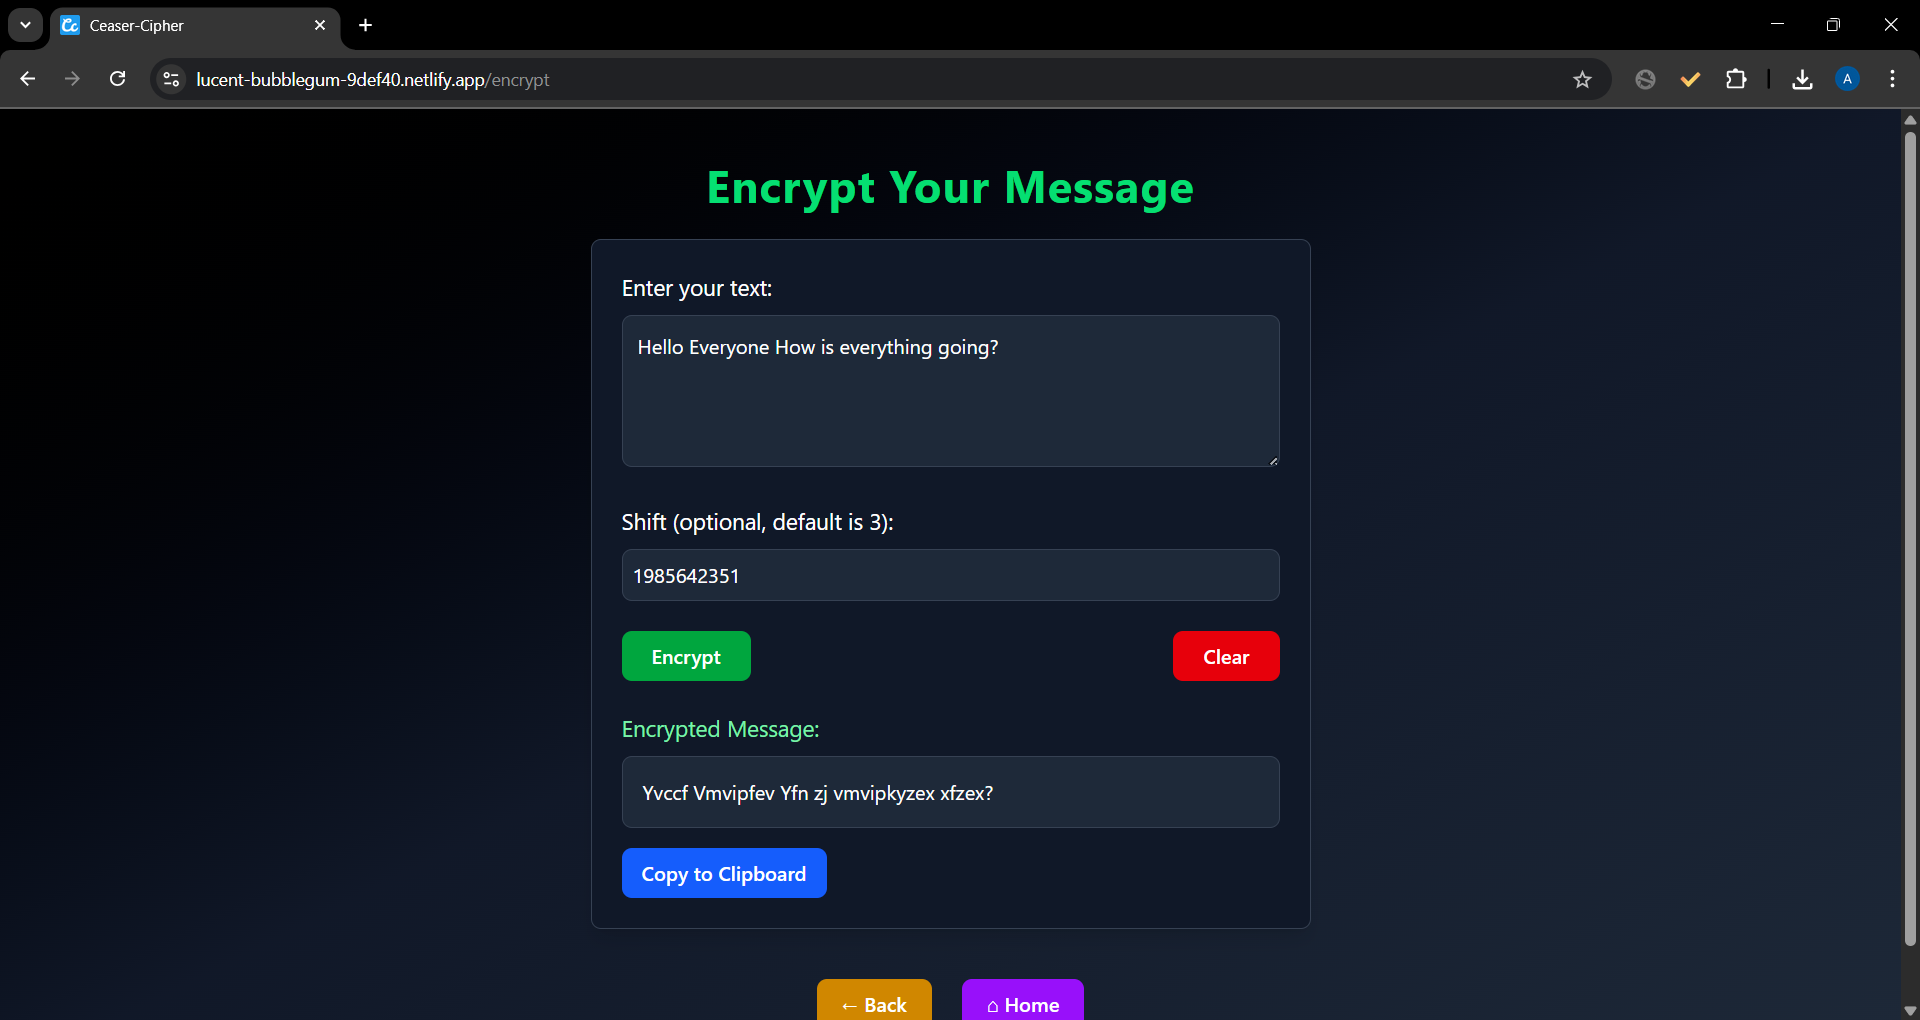 Ceaser-Cipher
lucent-bubblegum-9def40.netlify.app/encrypt
A
Encrypt Your Message
Enter your text:
Hello Everyone How is everything going?
Shift (optional, default is 3):
1985642351
Encrypt
Clear
Encrypted Message:
Yvccf Vmvipfev Yfn zj vmvipkyzex xfzex?
Copy to Clipboard
← Back
⌂ Home